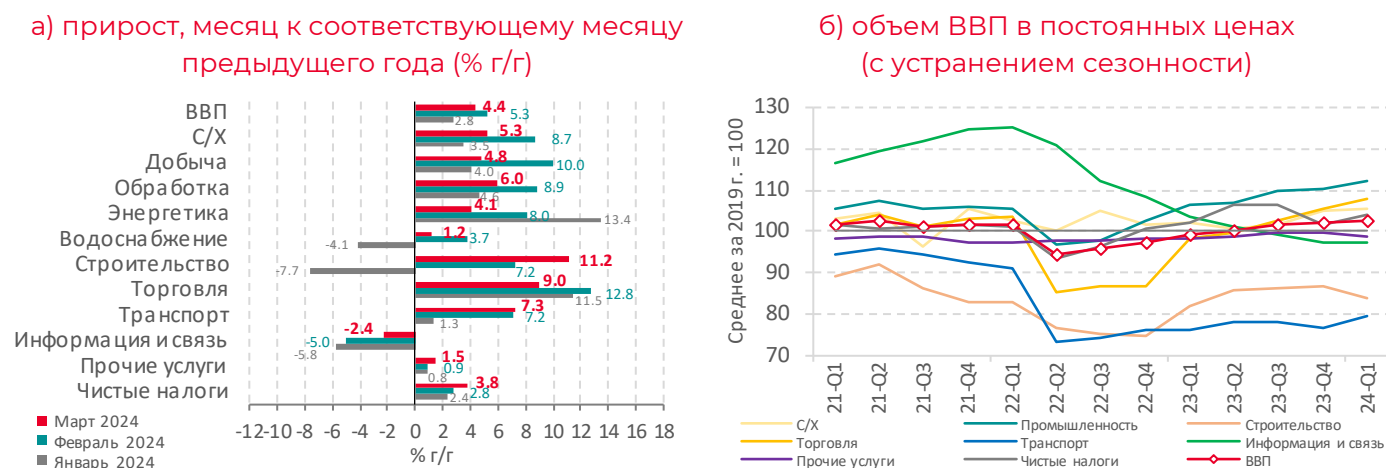 а) прирост, месяц к соответствующему месяцу
предыдущего года (% г/г)
ВВП
4.4
5.3
2.8
С/Х
5.3
8.7
3.5
Добыча
4.8
10.0
4.0
Обработка
6.0
8.9
4.6
Энергетика
4.1
8.0
13.4
Водоснабжение
1.2
3.7
-4.1
Строительство
11.2
7.2
-7.7
Торговля
9.0
12.8
11.5
Транспорт
7.3
7.2
1.3
Информация и связь
-2.4
-5.0
-5.8
Прочие услуги
1.5
0.9
0.8
Чистые налоги
3.8
2.8
2.4
-12 -10 -8 -6 -4 -2 0 2 4 6 8 10 12 14 16 18
% г/г
Март 2024
Февраль 2024
Январь 2024
б) объем ВВП в постоянных ценах
(с устранением сезонности)
Среднее за 2019 г. = 100
130
120
110
100
90
80
70
21-Q1 21-Q2 21-Q3 21-Q4 22-Q1 22-Q2 22-Q3 22-Q4 23-Q1 23-Q2 23-Q3 23-Q4 24-Q1
С/Х Промышленность Строительство
Торговля Транспорт Информация и связь
Прочие услуги Чистые налоги ВВП